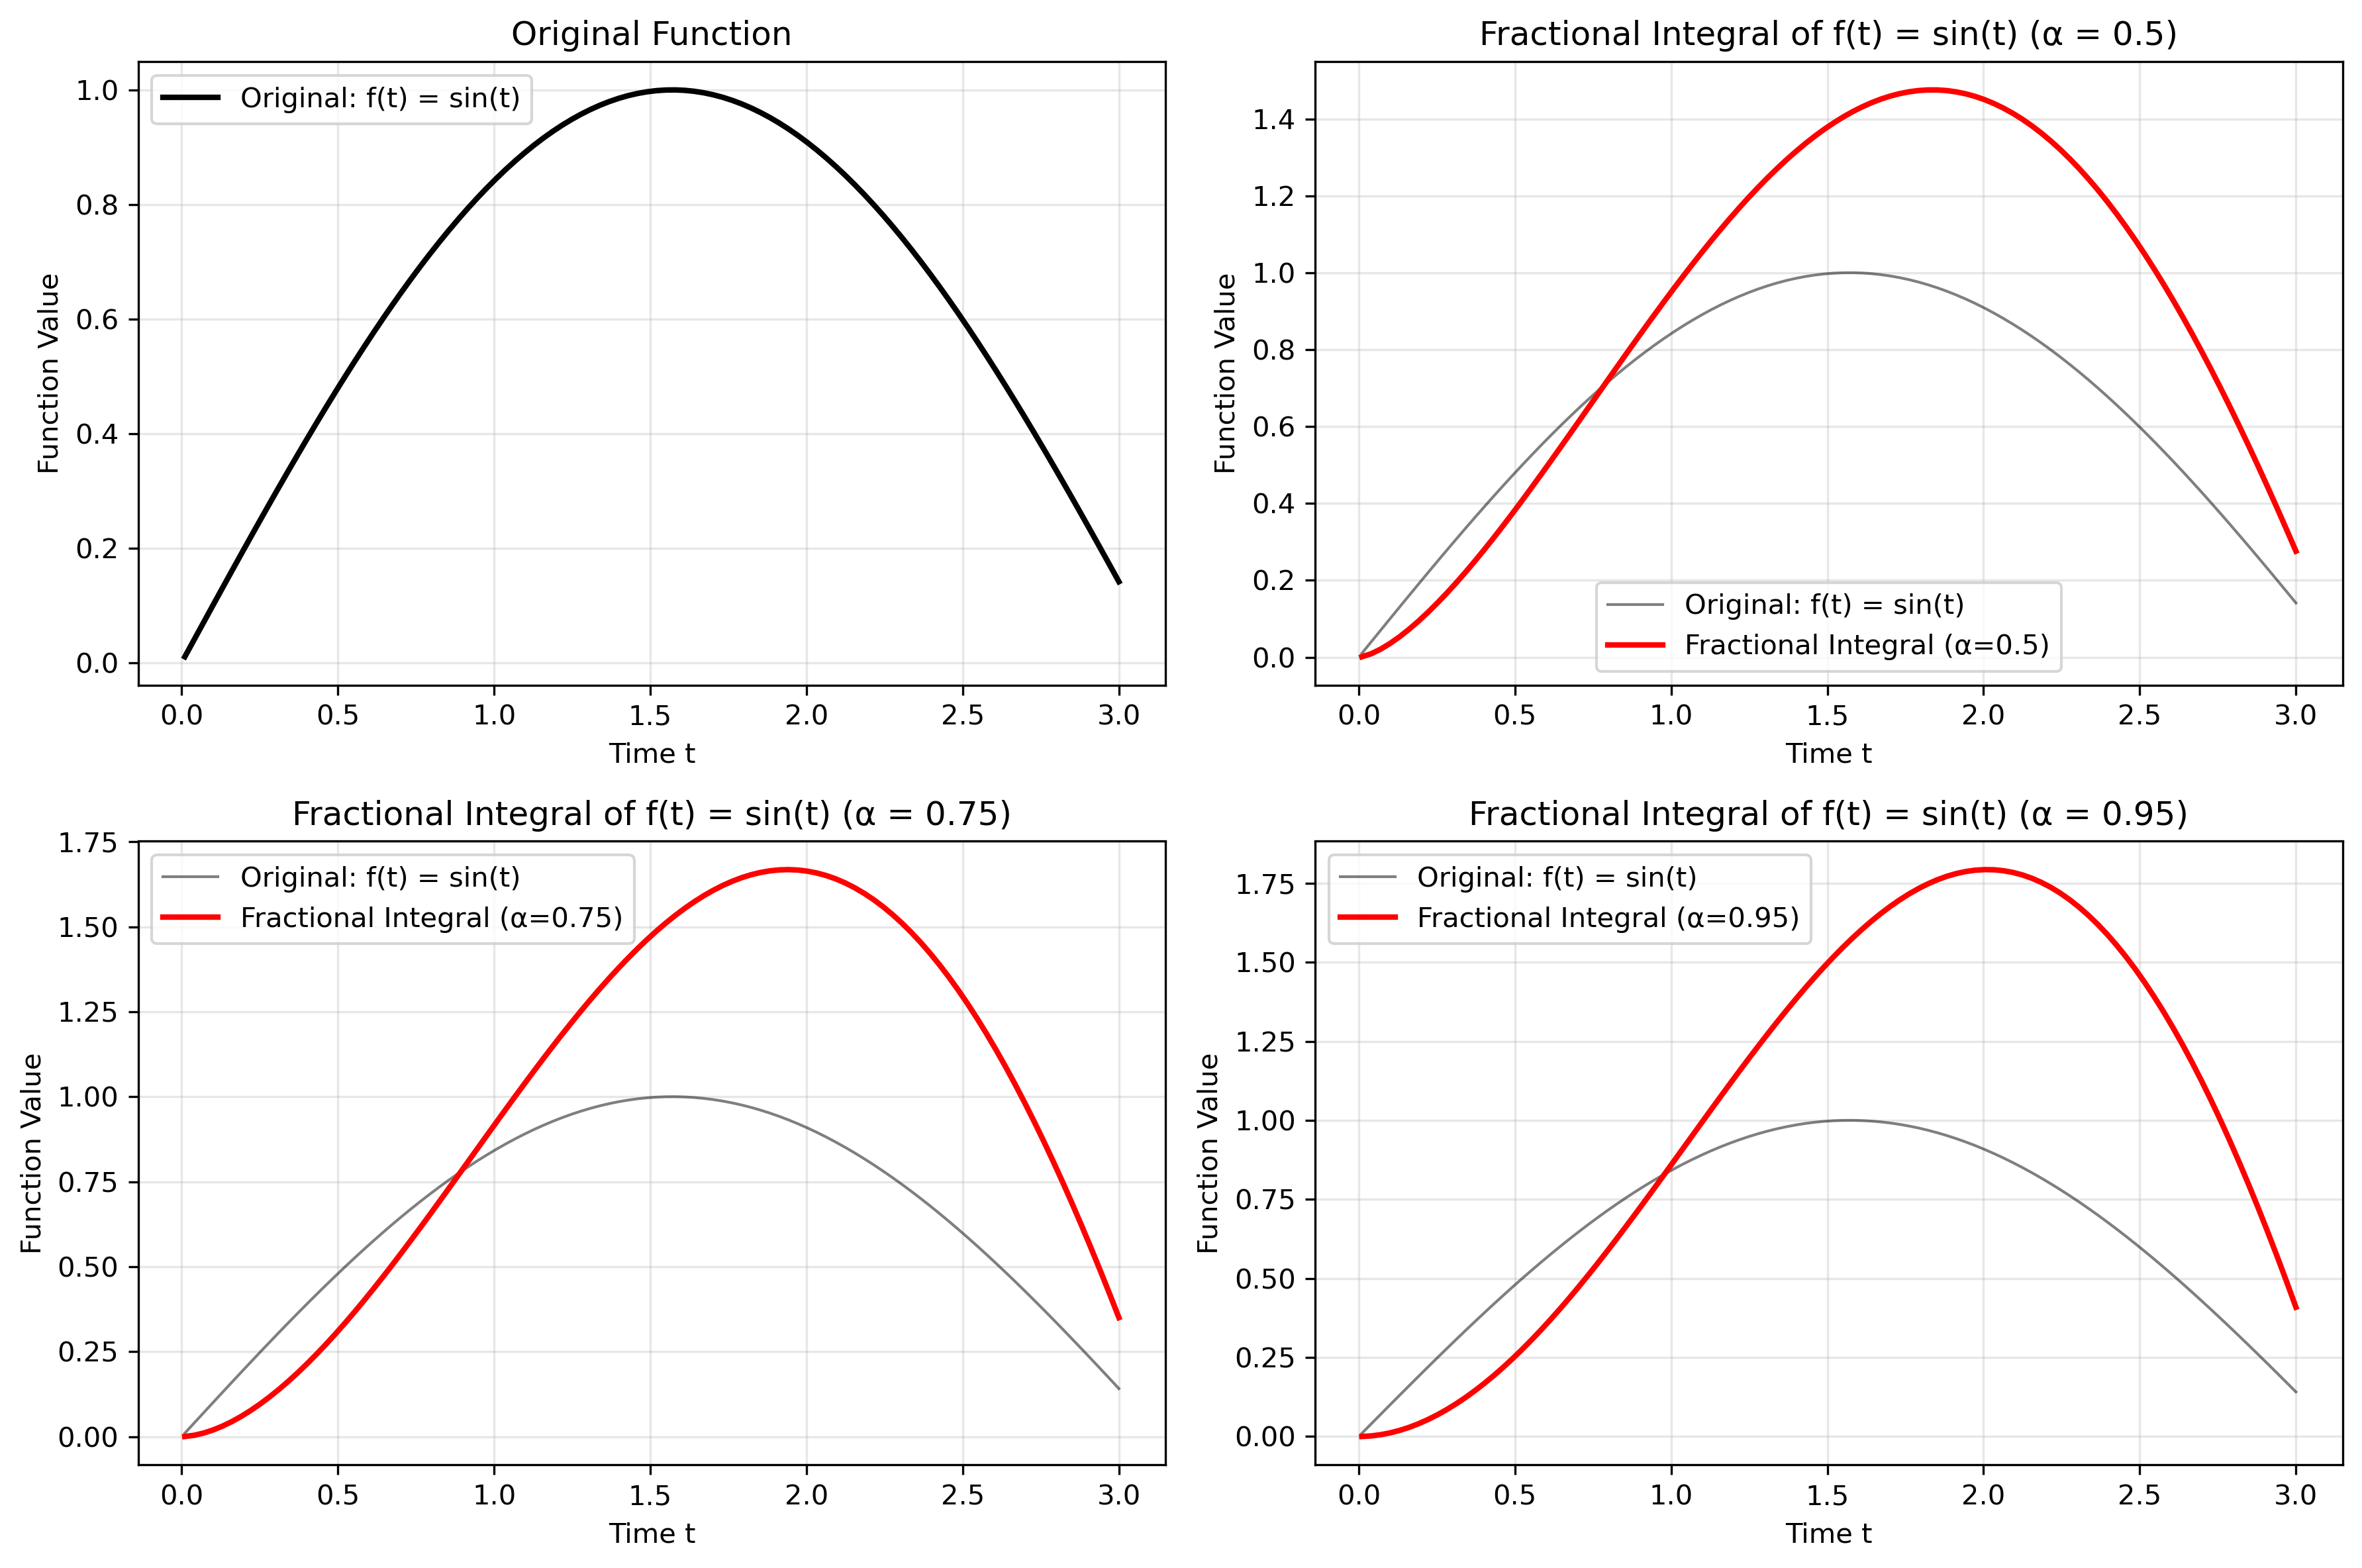 Original Function
Original: f(t) = sin(t)
Function Value
1.0
0.8
0.6
0.4
0.2
0.0
0.0 0.5 1.0 1.5 2.0 2.5 3.0
Time t
Fractional Integral of f(t) = sin(t) (α = 0.5)
Function Value
1.4
1.2
1.0
0.8
0.6
0.4
0.2
0.0
Original: f(t) = sin(t)
Fractional Integral (α=0.5)
0.0 0.5 1.0 1.5 2.0 2.5 3.0
Time t
Fractional Integral of f(t) = sin(t) (α = 0.75)
Original: f(t) = sin(t)
Fractional Integral (α=0.75)
Function Value
1.75
1.50
1.25
1.00
0.75
0.50
0.25
0.00
0.0 0.5 1.0 1.5 2.0 2.5 3.0
Time t
Fractional Integral of f(t) = sin(t) (α = 0.95)
Original: f(t) = sin(t)
Fractional Integral (α=0.95)
Function Value
1.75
1.50
1.25
1.00
0.75
0.50
0.25
0.00
0.0 0.5 1.0 1.5 2.0 2.5 3.0
Time t